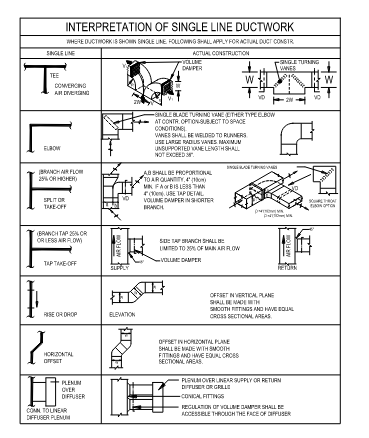 INTERPRETATION OF SINGLE LINE DUCTWORK
WHERE DUCTWORK IS SHOWN SINGLE LINE, FOLLOWING SHALL APPLY FOR ACTUAL DUCT CONSTR.
SINGLE LINE
ACTUAL CONSTRUCTION
TEE
CONVERGING
AIR DIVERGING
VOLUME
DAMPER
2W
SINGLE TURNING
VANES
W
W
VD
2W
VD
ELBOW
SINGLE BLADE TURNING VANE (EITHER TYPE ELBOW
AT CONTR. OPTION-SUBJECT TO SPACE
CONDITIONS).
VANES SHALL BE WELDED TO RUNNERS.
USE LARGE RADIUS VANES. MAXIMUM
UNSUPPORTED VANE LENGTH SHALL
NOT EXCEED 36".
(BRANCH AIR FLOW
25% OR HIGHER)
SPLIT OR
TAKE-OFF
VD
A,B SHALL BE PROPORTIONAL
TO AIR QUANTITY, 4" (10cm)
MIN. IF A or B IS LESS THAN
4" (10cm). USE TAP DETAIL.
VOLUME DAMPER IN SHORTER
BRANCH.
SINGLE BLADE TURNING VANES
VD
SQUARE THROAT
ELBOW OPTION
(BRANCH TAP 25% OR
OR LESS AIR FLOW)
TAP TAKE-OFF
AIR FLOW
SUPPLY
SIDE TAP BRANCH SHALL BE
LIMITED TO 25% OF MAIN AIR FLOW
VOLUME DAMPER
AIR FLOW
RETURN
RISE OR DROP
ELEVATION
OFFSET IN VERTICAL PLANE
SHALL BE MADE WITH
SMOOTH FITTINGS AND HAVE EQUAL
CROSS SECTIONAL AREAS.
HORIZONTAL
OFFSET
OFFSET IN HORIZONTAL PLANE
SHALL BE MADE WITH SMOOTH
FITTINGS AND HAVE EQUAL CROSS
SECTIONAL AREAS.
PLENUM
OVER
DIFFUSER
CONN. TO LINEAR
DIFFUSER PLENUM
PLENUM OVER LINEAR SUPPLY OR RETURN
DIFFUSER OR GRILLE
CONICAL FITTINGS
REGULATION OF VOLUME DAMPER SHALL BE
ACCESSIBLE THROUGH THE FACE OF DIFFUSER